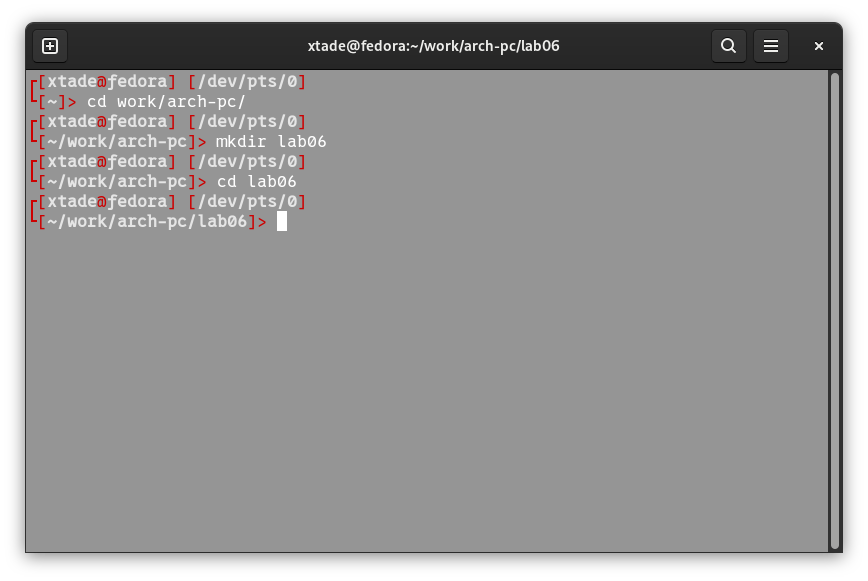 xtade@fedora:~/work/arch-pc/lab06
┌[xtade@fedora] [/dev/pts/0]
└[~]> cd work/arch-pc/
┌[xtade@fedora] [/dev/pts/0]
└[~/work/arch-pc]> mkdir lab06
┌[xtade@fedora] [/dev/pts/0]
└[~/work/arch-pc]> cd lab06
┌[xtade@fedora] [/dev/pts/0]
└[~/work/arch-pc/lab06]>